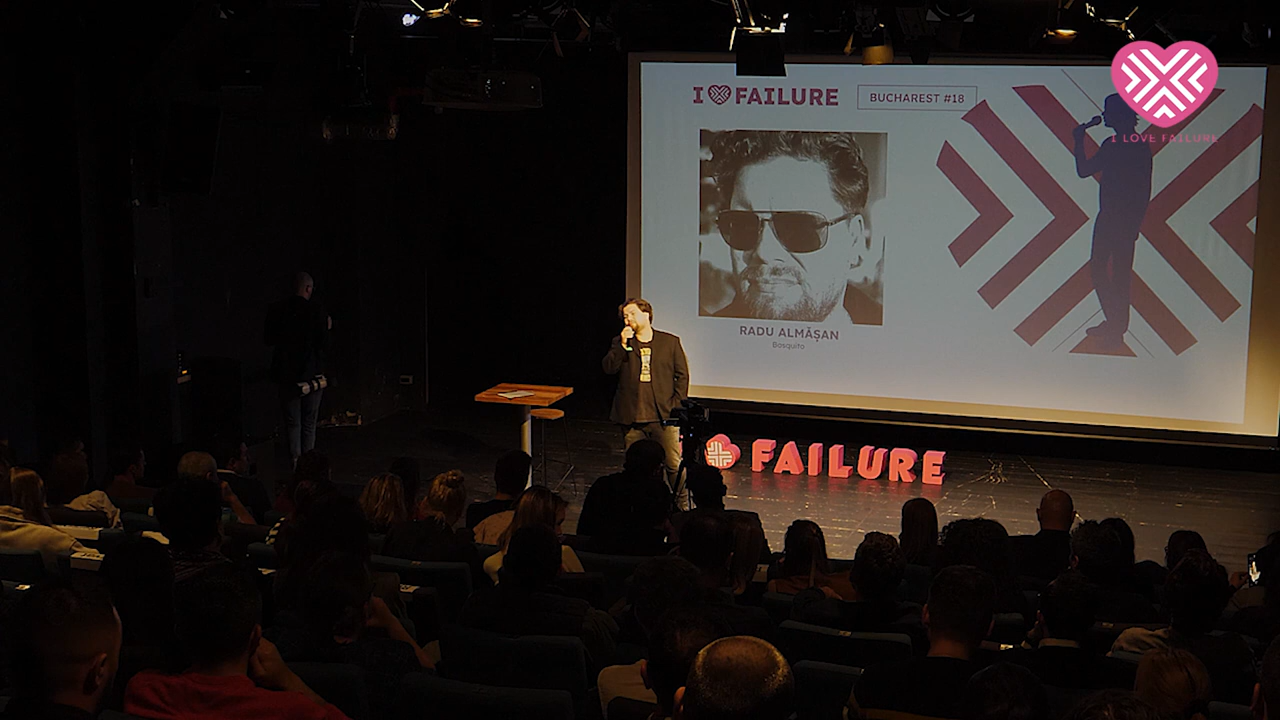 I FAILURE
BUCHAREST #18
I LOVE FAILURE
RADU ALMĂȘAN
Bosquito
FAILURE